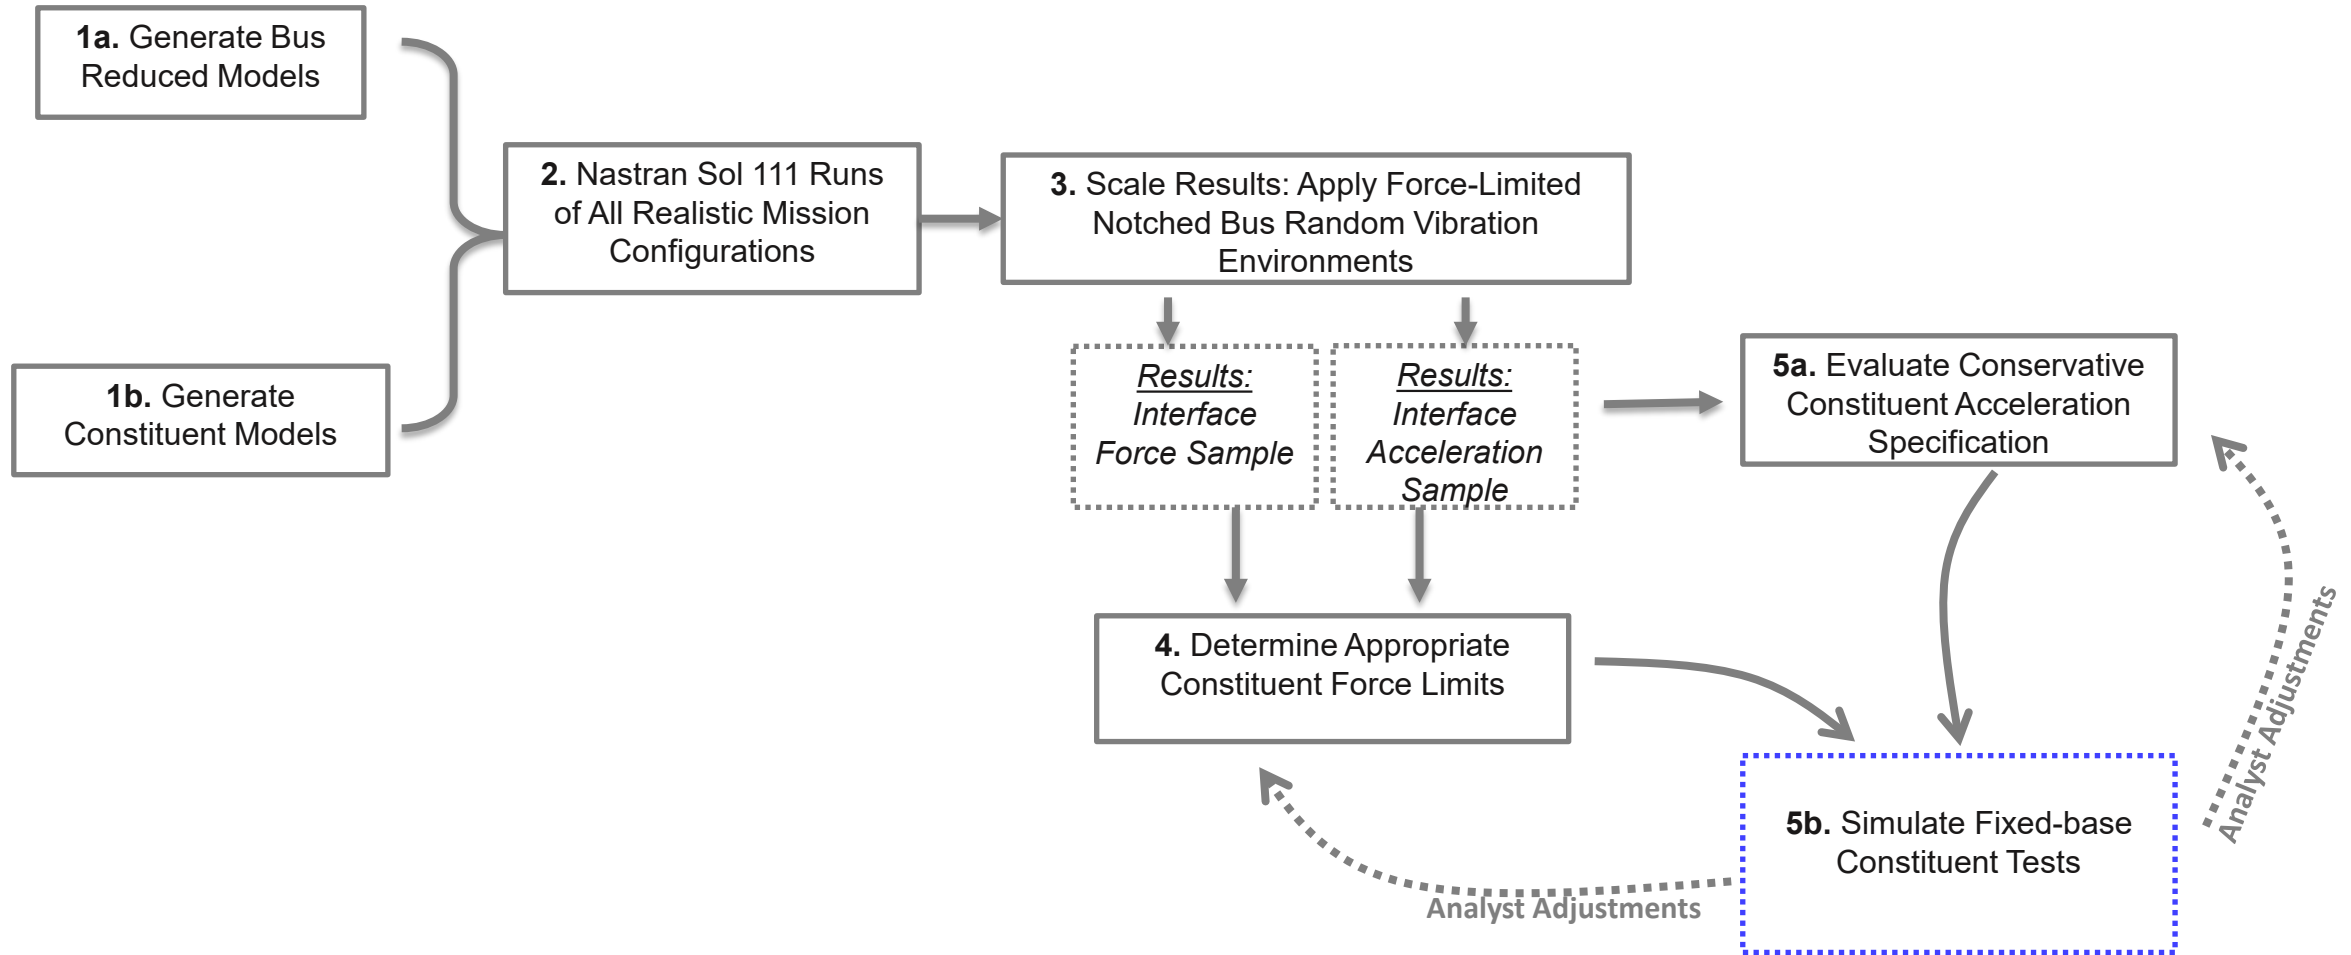 1a. Generate Bus
Reduced Models
1b. Generate
Constituent Models
2. Nastran Sol 111 Runs
of All Realistic Mission
Configurations
3. Scale Results: Apply Force-Limited
Notched Bus Random Vibration
Environments
Results:
Interface
Force Sample
Results:
Interface
Acceleration
Sample
4. Determine Appropriate
Constituent Force Limits
5a. Evaluate Conservative
Constituent Acceleration
Specification
5b. Simulate Fixed-base
Constituent Tests
Analyst Adjustments
Analyst Adjustments